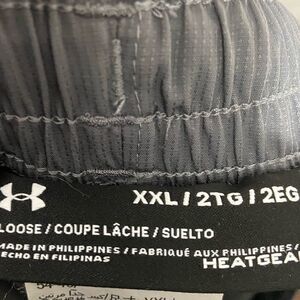 XXL / 2TG / 2EG
LOOSE / COUPE LÂCHE / SUELTO
MADE IN PHILIPPINES / FABRIQUÉ AUX PHILIPPINES /
HECHO EN FILIPINAS
HEATGEAR